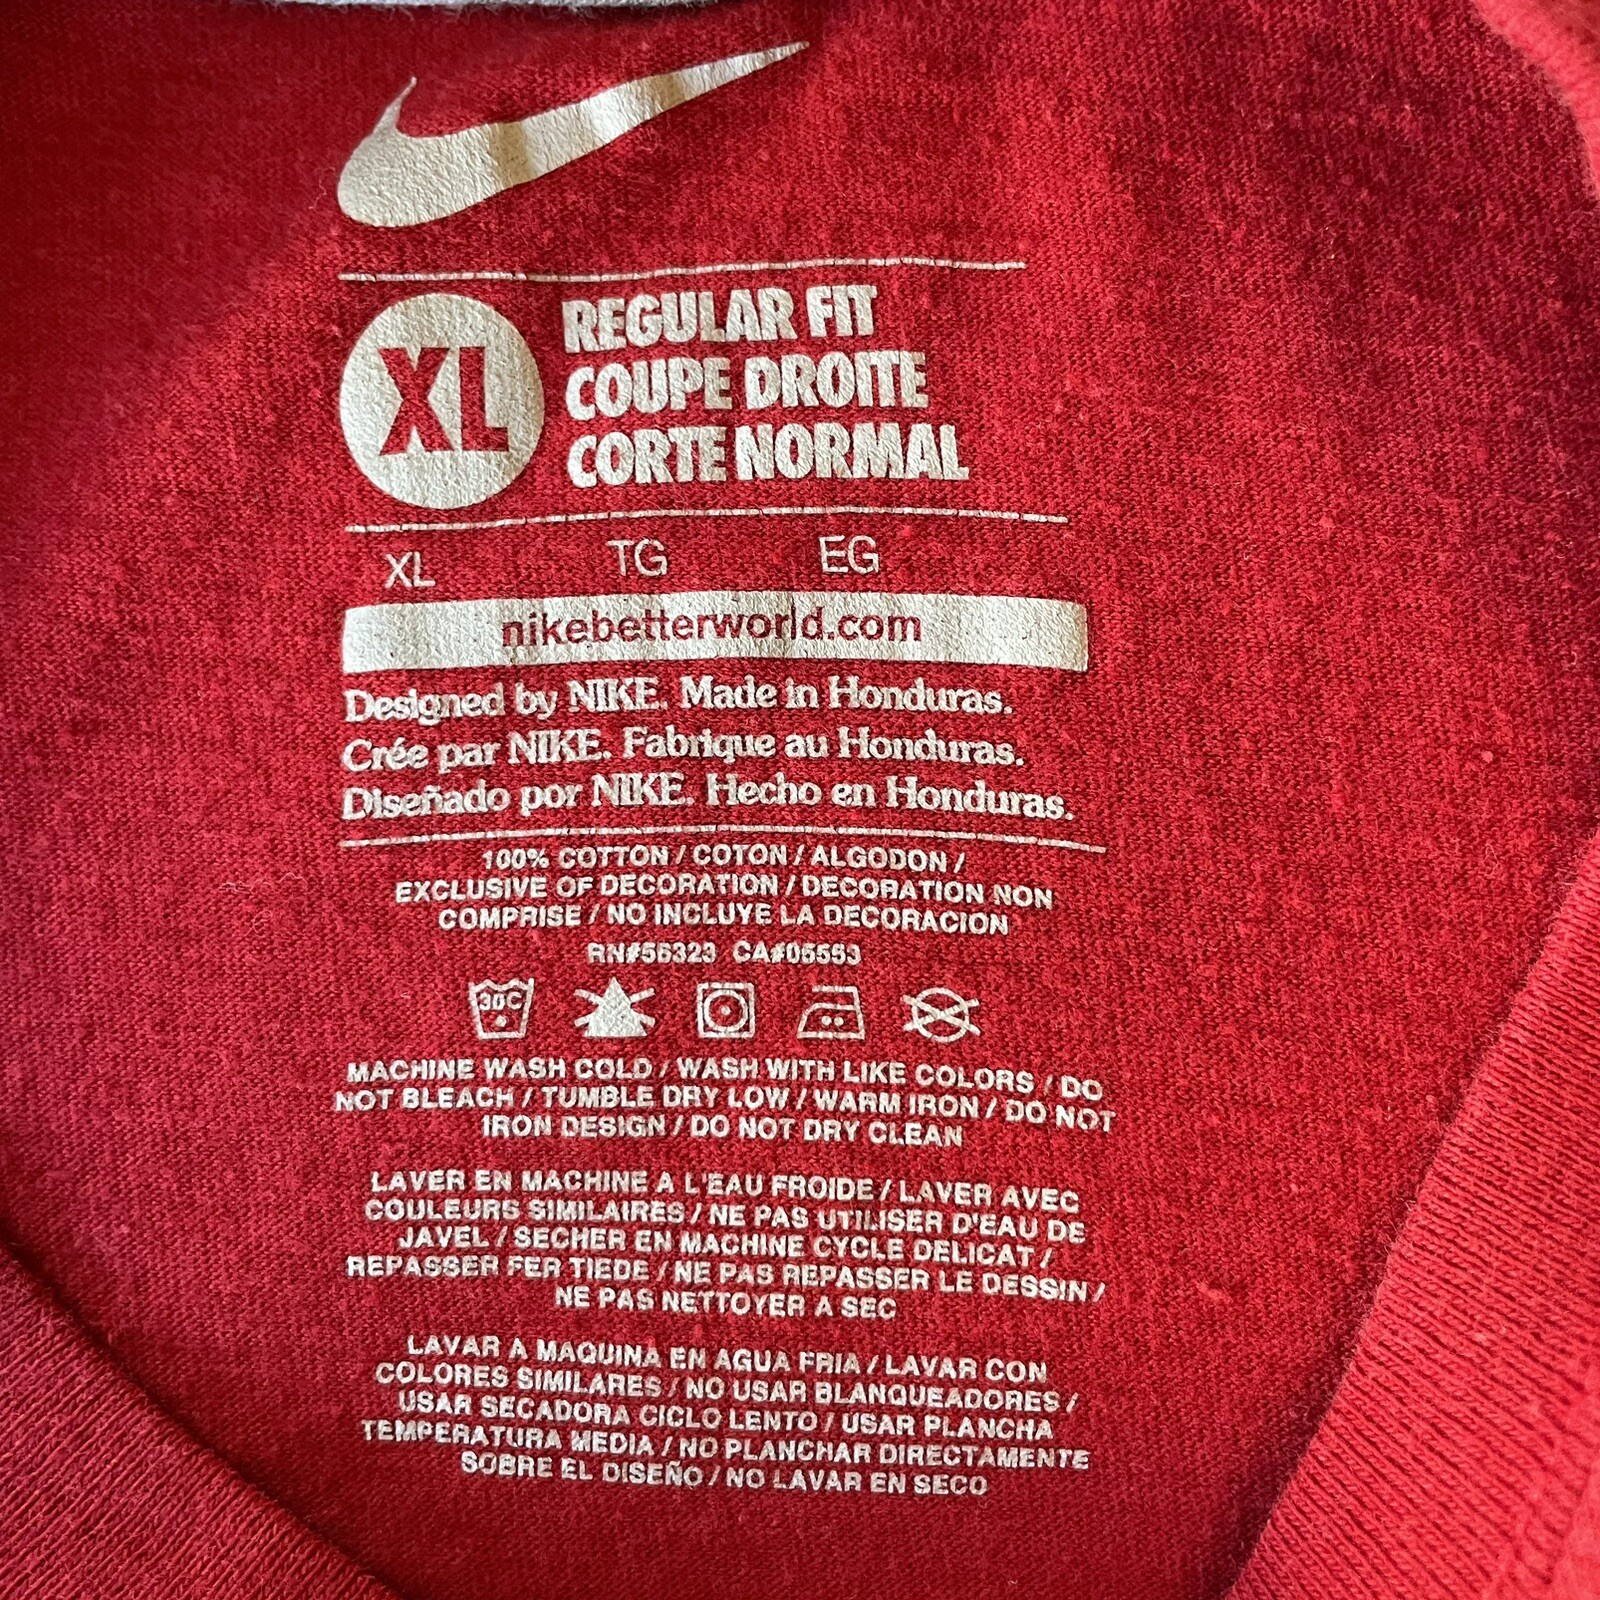 XL
REGULAR FIT
COUPE DROITE
CORTE NORMAL
XL TG EG
nikebetterworld.com
Designed by NIKE. Made in Honduras.
Crée par NIKE. Fabrique au Honduras.
Diseñado por NIKE. Hecho en Honduras.
100% COTTON / COTON / ALGODON /
EXCLUSIVE OF DECORATION / DECORATION NON
COMPRISE / NO INCLUYE LA DECORACION
RN#56323 CA#05553
30C
MACHINE WASH COLD / WASH WITH LIKE COLORS / DO
NOT BLEACH / TUMBLE DRY LOW / WARM IRON / DO NOT
IRON DESIGN / DO NOT DRY CLEAN
LAVER EN MACHINE A L'EAU FROIDE / LAVER AVEC
COULEURS SIMILAIRES / NE PAS UTILISER D'EAU DE
JAVEL / SECHER EN MACHINE CYCLE DELICAT /
REPASSER FER TIEDE / NE PAS REPASSER LE DESSIN /
NE PAS NETTOYER A SEC
LAVAR A MAQUINA EN AGUA FRIA / LAVAR CON
COLORES SIMILARES / NO USAR BLANQUEADORES /
USAR SECADORA CICLO LENTO / USAR PLANCHA
TEMPERATURA MEDIA / NO PLANCHAR DIRECTAMENTE
SOBRE EL DISEÑO / NO LAVAR EN SECO